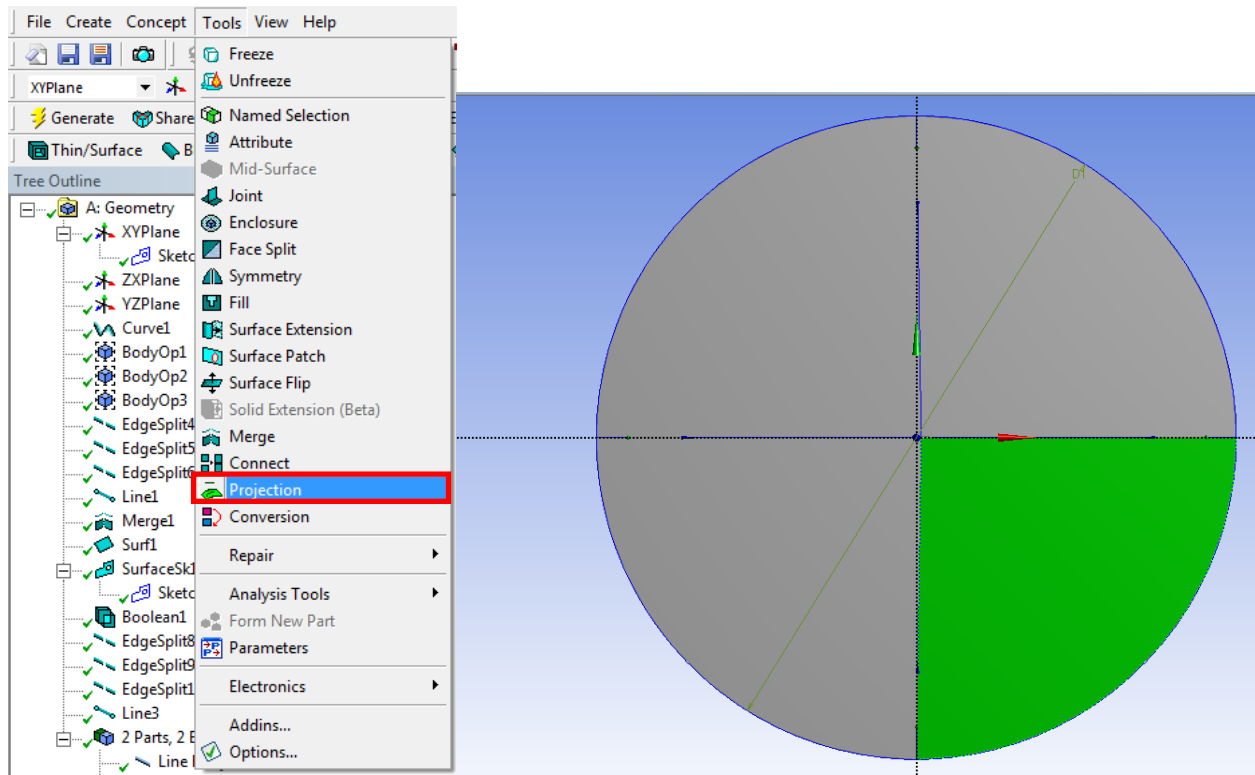 File Create Concept Tools View Help
Freeze
XYPlane
Unfreeze
Generate Share
Named Selection
Thin/Surface B
Attribute
Mid-Surface
Tree Outline
Joint
A: Geometry
Enclosure
XYPlane
Face Split
Sketc
Symmetry
ZXPlane
Fill
YZPlane
Surface Extension
Curve1
Surface Patch
BodyOp1
Surface Flip
BodyOp2
Solid Extension (Beta)
BodyOp3
Merge
EdgeSplit4
Connect
EdgeSplit5
Projection
EdgeSplit6
Conversion
Line1
Merge1
Repair
Surf1
Analysis Tools
SurfaceSk1
Form New Part
Sketc
Parameters
Boolean1
EdgeSplit8
Electronics
EdgeSplit9
Addins...
EdgeSplit1
Options...
Line3
2 Parts, 2 B
Line
D1